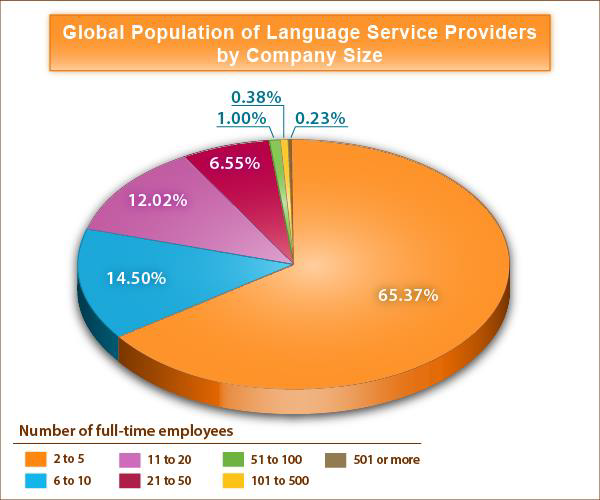 Global Population of Language Service Providers
by Company Size
0.38%
1.00%
0.23%
6.55%
12.02%
14.50%
65.37%
Number of full-time employees
2 to 5
11 to 20
51 to 100
501 or more
6 to 10
21 to 50
101 to 500